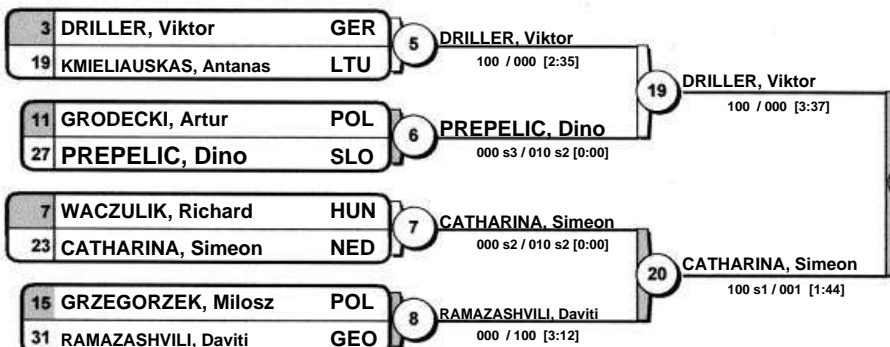 3 DRILLER, Viktor GER
19 KMIELIAUSKAS, Antanas LTU
5
DRILLER, Viktor
100 / 000 [2:35]
11 GRODECKI, Artur POL
27 PREPELIC, Dino SLO
6
PREPELIC, Dino
000 s3 / 010 s2 [0:00]
19
DRILLER, Viktor
100 / 000 [3:37]
7 WACZULIK, Richard HUN
23 CATHARINA, Simeon NED
7
CATHARINA, Simeon
000 s2 / 010 s2 [0:00]
15 GRZEGORZEK, Milosz POL
31 RAMAZASHVILI, Daviti GEO
8
RAMAZASHVILI, Daviti
000 / 100 [3:12]
20
CATHARINA, Simeon
100 s1 / 001 [1:44]